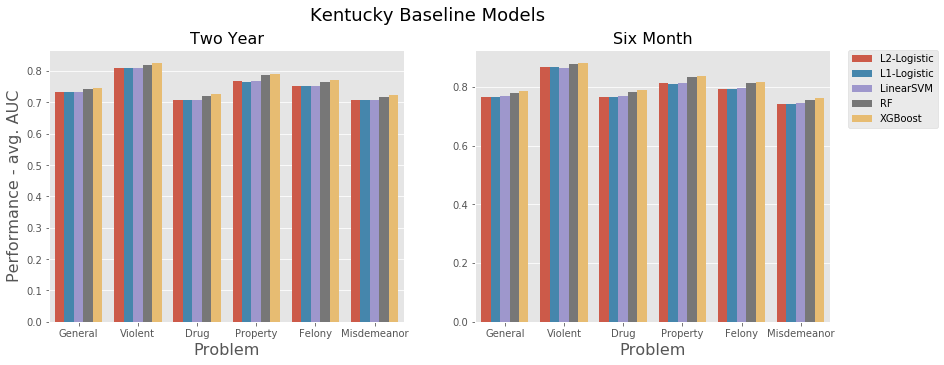 Kentucky Baseline Models
Two Year
Performance - avg. AUC
0.8
0.7
0.6
0.5
0.4
0.3
0.2
0.1
0.0
General Violent Drug Property Felony Misdemeanor
Problem
Six Month
0.8
0.6
0.4
0.2
0.0
General Violent Drug Property Felony Misdemeanor
Problem
L2-Logistic
L1-Logistic
LinearSVM
RF
XGBoost